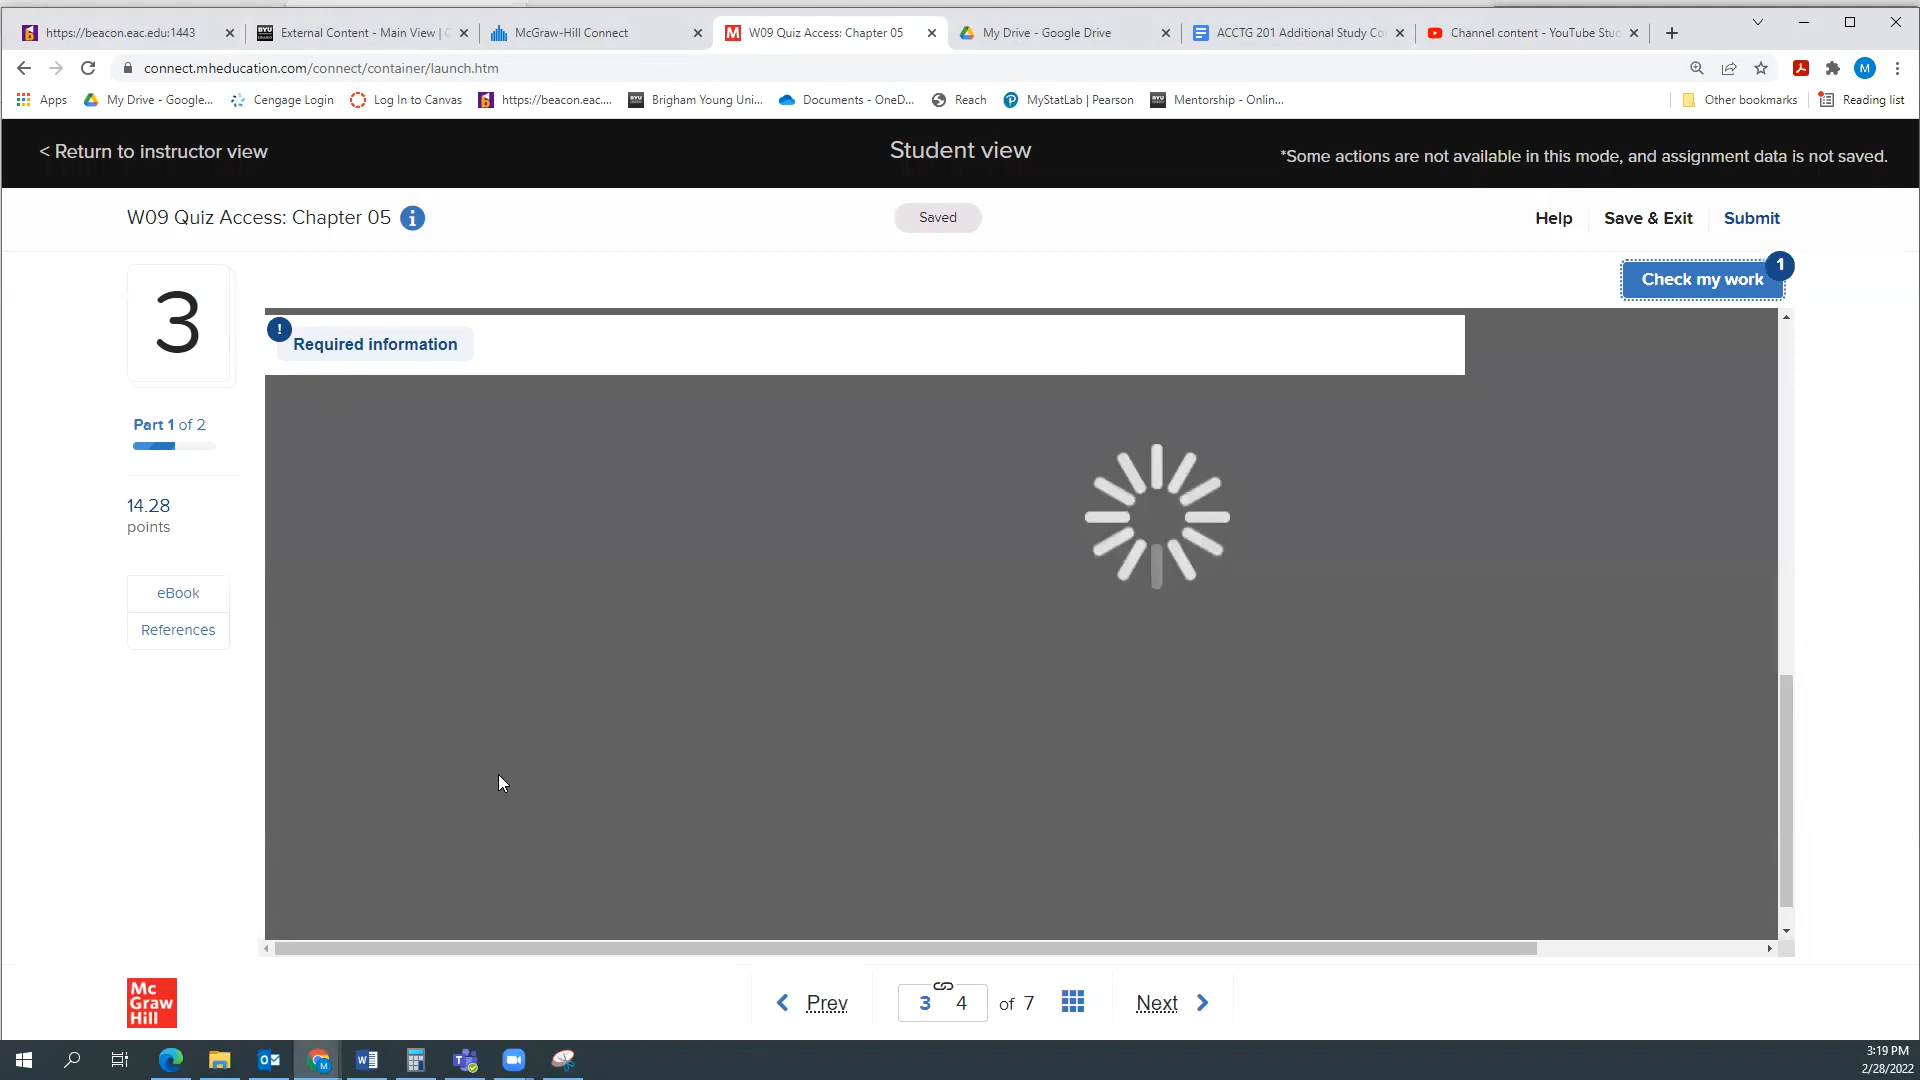 https://beacon.eac.edu:1443
External Content - Main View |
McGraw-Hill Connect
W09 Quiz Access: Chapter 05
My Drive - Google Drive
ACCTG 201 Additional Study Co
Channel content - YouTube Stu
connect.mheducation.com/connect/container/launch.htm
M
Apps
My Drive - Google...
Cengage Login
Log In to Canvas
https://beacon.eac....
Brigham Young Uni...
Documents - OneD...
Reach
MyStatLab | Pearson
Mentorship - Onlin...
Other bookmarks
Reading list
< Return to instructor view
Student view
*Some actions are not available in this mode, and assignment data is not saved.
W09 Quiz Access: Chapter 05
Saved
Help
Save & Exit
Submit
3
Check my work
1
!
Required information
Part 1 of 2
14.28
points
eBook
References
Mc
Graw
Hill
Prev
3 4 of 7
Next
3:19 PM
2/28/2022